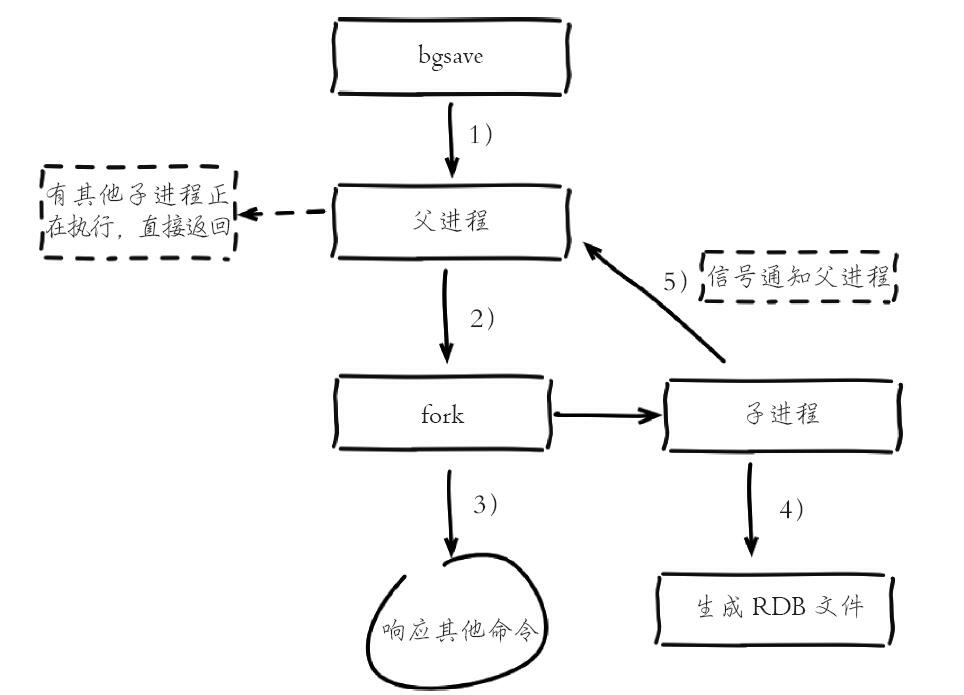 bgsave
1)
有其他子进程正
在执行，直接返回
父进程
5)
信号通知父进程
2)
fork
子进程
3)
4)
响应其他命令
生成 RDB 文件